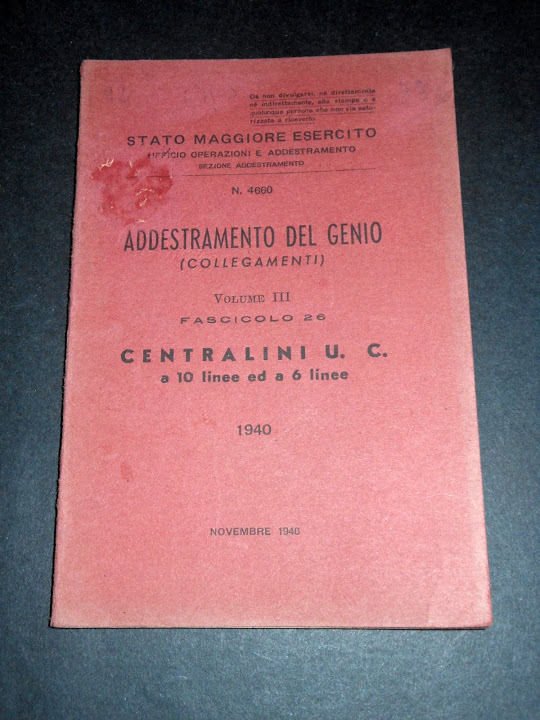 Da non divulgarsi, nè direttamente
nè indirettamente, alla stampa o a
qualunque persona che non sia auto-
rizzata a riceverlo
STATO MAGGIORE ESERCITO
UFFICIO OPERAZIONI E ADDESTRAMENTO
SEZIONE ADDESTRAMENTO
N. 4660
ADDESTRAMENTO DEL GENIO
(COLLEGAMENTI)
VOLUME III
FASCICOLO 26
CENTRALINI U. C.
a 10 linee ed a 6 linee
1940
NOVEMBRE 1946